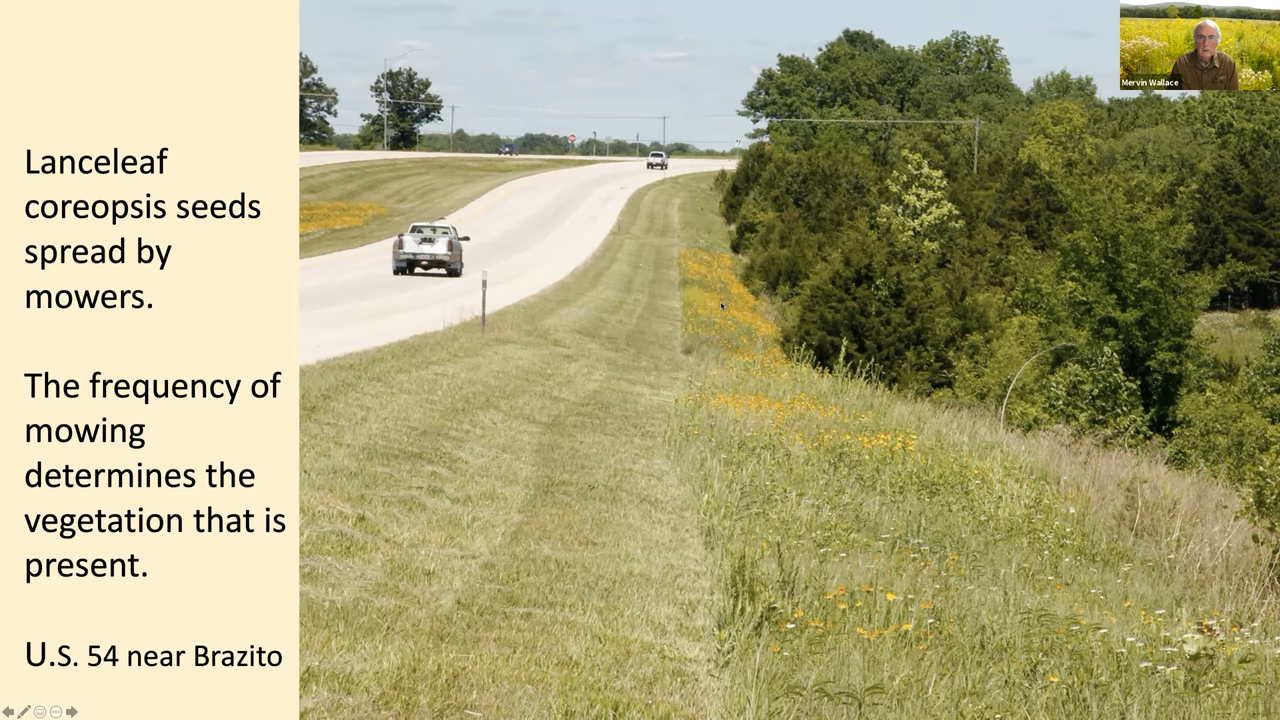 Lanceleaf
coreopsis seeds
spread by
mowers.
The frequency of
mowing
determines the
vegetation that is
present.
U.S. 54 near Brazito
Mervin Wallace